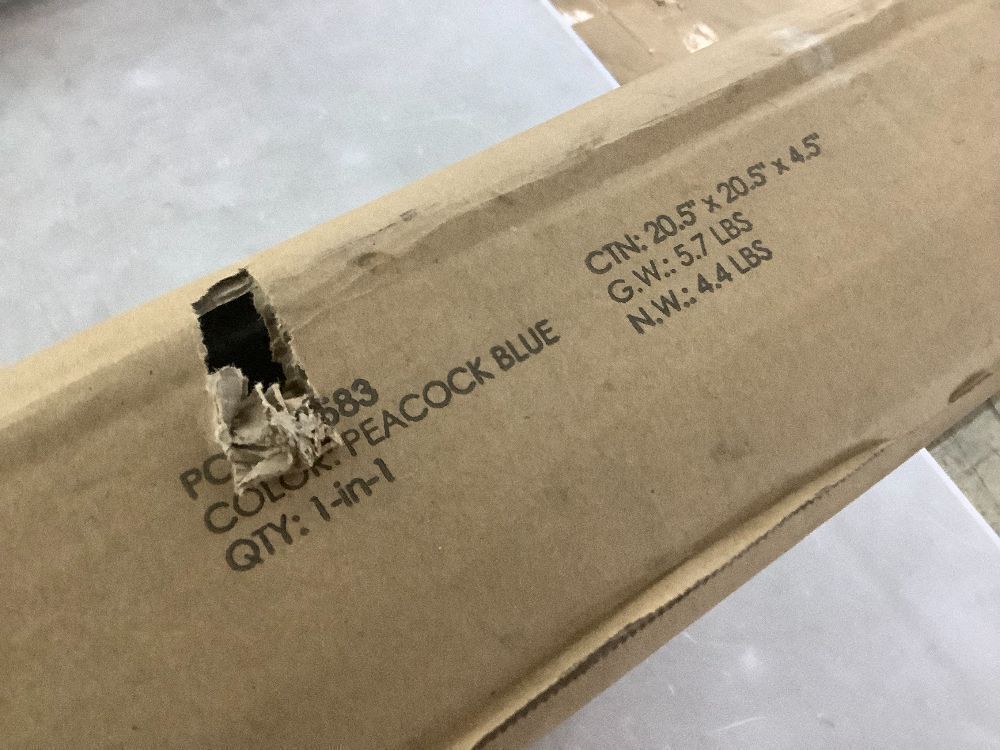 PO 583
COLOR: PEACOCK BLUE
QTY: 1-in-1
CTN: 20.5" x 20.5" x 4.5"
G.W.: 5.7 LBS
N.W.: 4.4 LBS